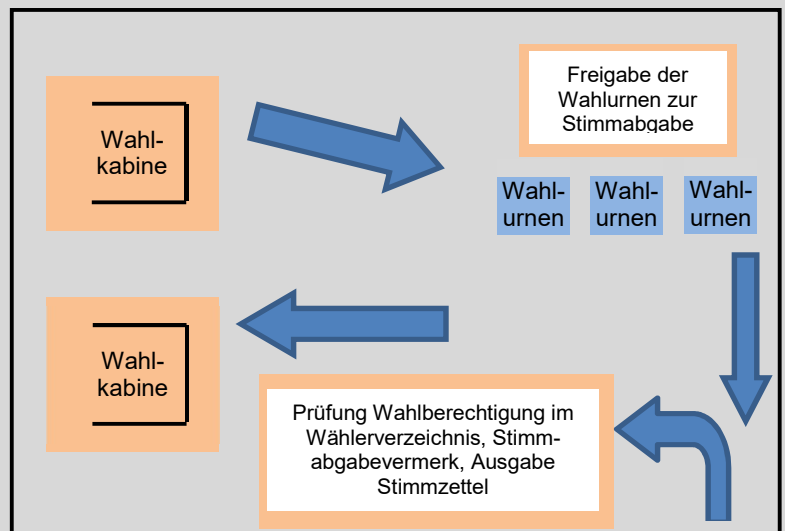 Freigabe der
Wahlurnen zur
Stimmabgabe
Wahl-
kabine
Wahl-
urnen
Wahl-
urnen
Wahl-
urnen
Wahl-
kabine
Prüfung Wahlberechtigung im
Wählerverzeichnis, Stimm-
abgabevermerk, Ausgabe
Stimmzettel